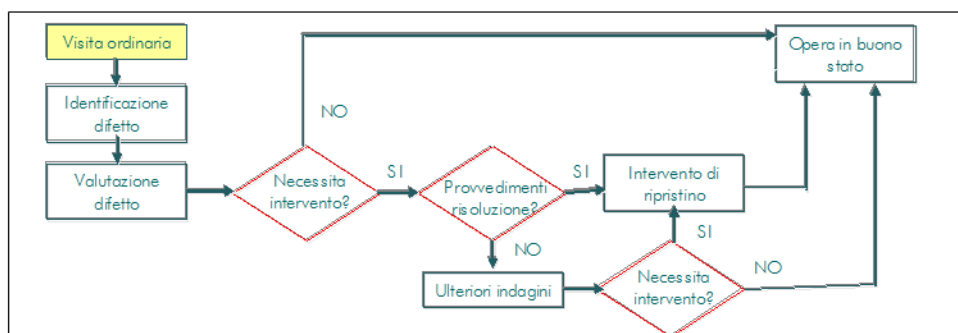 Visita ordinaria
Opera in buono
stato
Identificazione
difetto
NO
Valutazione
difetto
Necessita
intervento?
SI
Provvedimenti
risoluzione?
SI
Intervento di
ripristino
NO
SI
Ulteriori indagini
Necessita
intervento?
NO